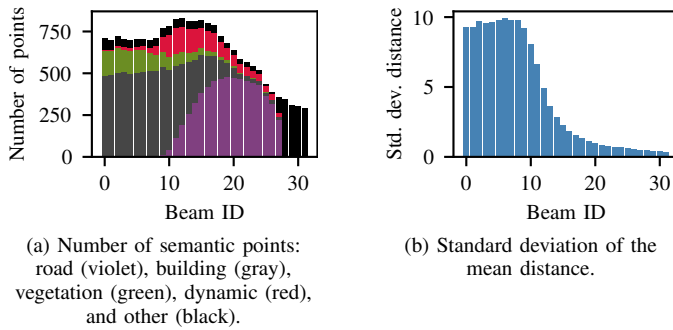 750
500
250
0
Number of points
0 10 20 30
Beam ID
(a) Number of semantic points:
road (violet), building (gray),
vegetation (green), dynamic (red),
and other (black).
10
5
0
Std. dev. distance
0 10 20 30
Beam ID
(b) Standard deviation of the
mean distance.